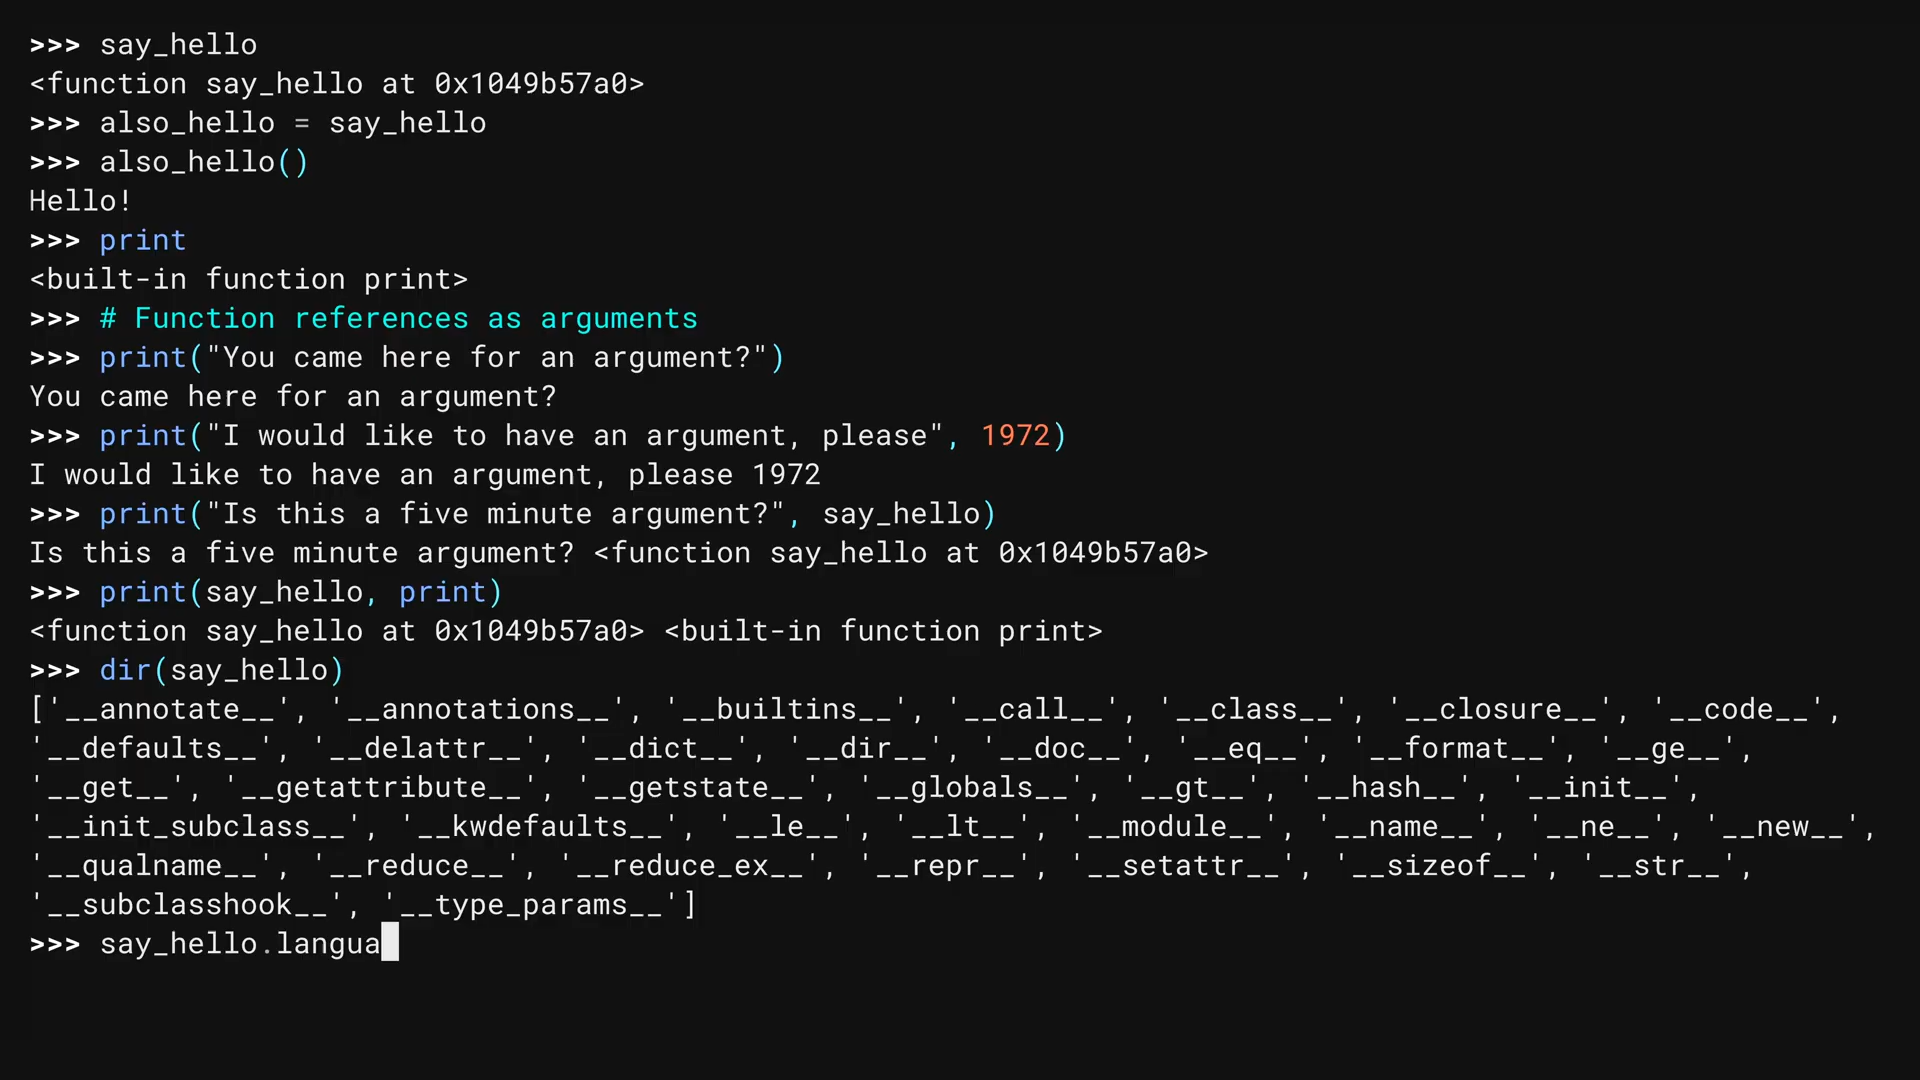 >>> say_hello
<function say_hello at 0x1049b57a0>
>>> also_hello = say_hello
>>> also_hello()
Hello!
>>> print
<built-in function print>
>>> # Function references as arguments
>>> print("You came here for an argument?")
You came here for an argument?
>>> print("I would like to have an argument, please", 1972)
I would like to have an argument, please 1972
>>> print("Is this a five minute argument?", say_hello)
Is this a five minute argument? <function say_hello at 0x1049b57a0>
>>> print(say_hello, print)
<function say_hello at 0x1049b57a0> <built-in function print>
>>> dir(say_hello)
['__annotate__', '__annotations__', '__builtins__', '__call__', '__class__', '__closure__', '__code__',
'__defaults__', '__delattr__', '__dict__', '__dir__', '__doc__', '__eq__', '__format__', '__ge__',
'__get__', '__getattribute__', '__getstate__', '__globals__', '__gt__', '__hash__', '__init__',
'__init_subclass__', '__kwdefaults__', '__le__', '__lt__', '__module__', '__name__', '__ne__', '__new__',
'__qualname__', '__reduce__', '__reduce_ex__', '__repr__', '__setattr__', '__sizeof__', '__str__',
'__subclasshook__', '__type_params__']
>>> say_hello.langua